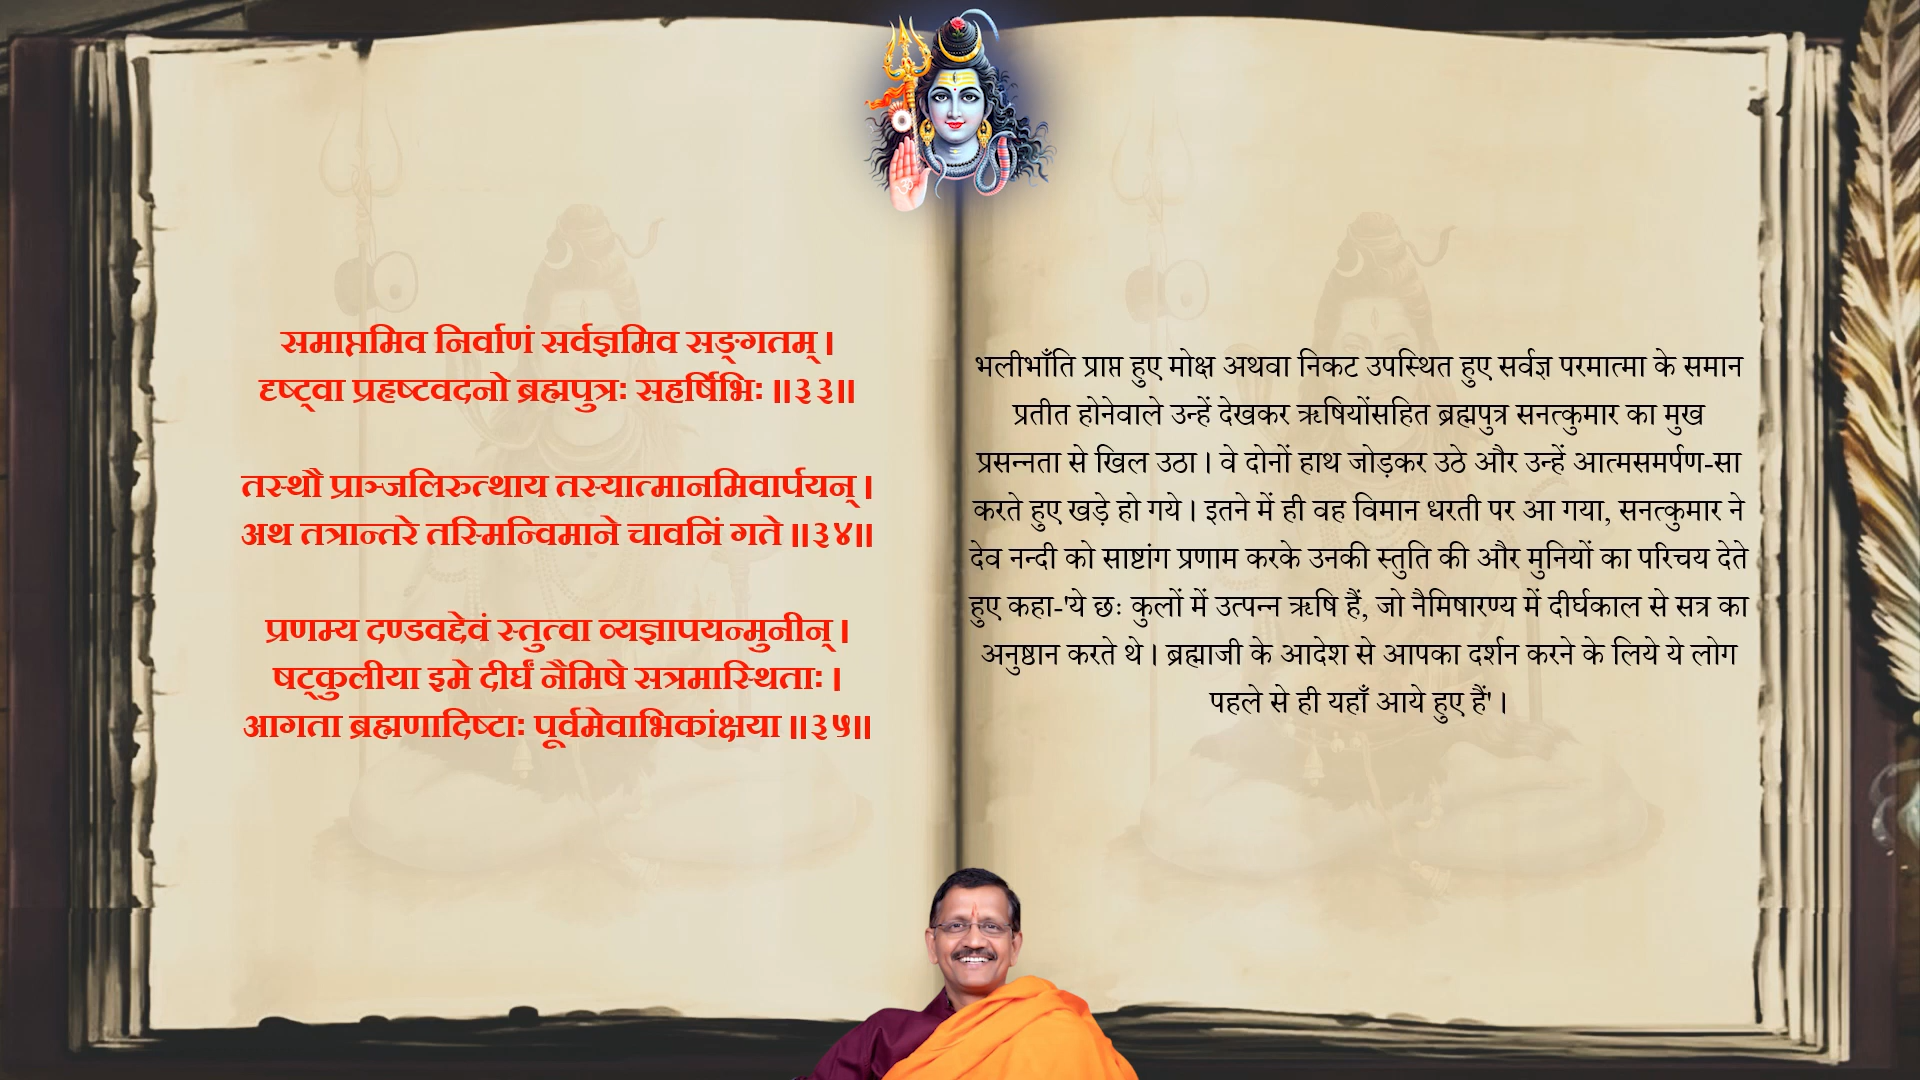 समाप्तमिव निर्वाणं सर्वज्ञमिव सङ्गतम् ।
दृष्ट्वा प्रहृष्टवदनो ब्रह्मपुत्रः सहर्षिभिः ॥३३॥
तस्थौ प्राञ्जलिरुत्थाय तस्यात्मानमिवार्पयन् ।
अथ तत्रान्तरे तस्मिन्विमाने चावनिं गते ॥३४॥
प्रणम्य दण्डवद्देवं स्तुत्वा व्यज्ञापयन्मुनीन् ।
षट्कुलीया इमे दीर्घं नैमिषे सत्रमास्थिताः ।
आगता ब्रह्मणादिष्टाः पूर्वमेवाभिकांक्षया ॥३५॥
भलीभाँति प्राप्त हुए मोक्ष अथवा निकट उपस्थित हुए सर्वज्ञ परमात्मा के समान
प्रतीत होनेवाले उन्हें देखकर ऋषियोंसहित ब्रह्मपुत्र सनत्कुमार का मुख
प्रसन्नता से खिल उठा । वे दोनों हाथ जोड़कर उठे और उन्हें आत्मसमर्पण-सा
करते हुए खड़े हो गये । इतने में ही वह विमान धरती पर आ गया, सनत्कुमार ने
देव नन्दी को साष्टांग प्रणाम करके उनकी स्तुति की और मुनियों का परिचय देते
हुए कहा-'ये छः कुलों में उत्पन्न ऋषि हैं, जो नैमिषारण्य में दीर्घकाल से सत्र का
अनुष्ठान करते थे । ब्रह्माजी के आदेश से आपका दर्शन करने के लिये ये लोग
पहले से ही यहाँ आये हुए हैं' ।